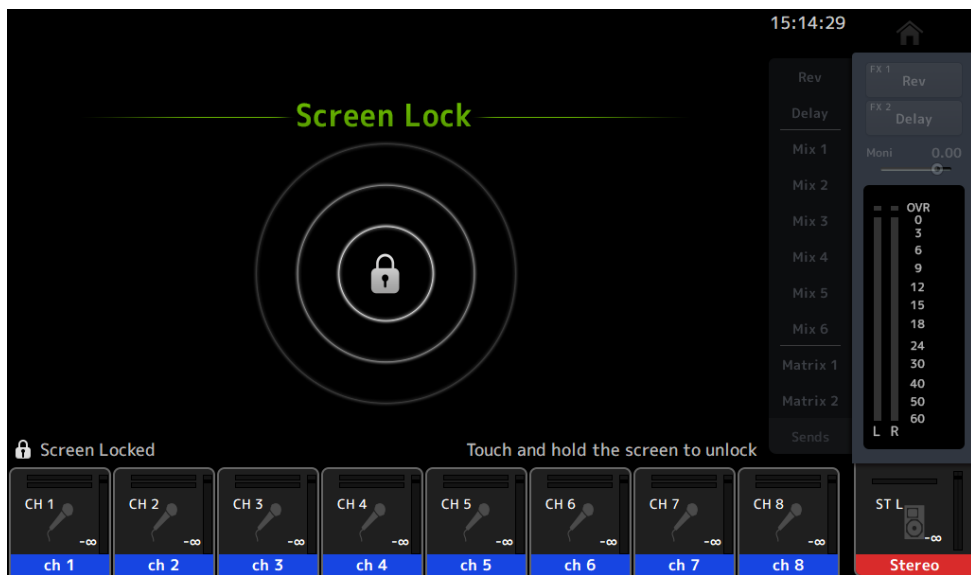 15:14:29
Screen Lock
Rev
Delay
Mix 1
Mix 2
Mix 3
Mix 4
Mix 5
Mix 6
Matrix 1
Matrix 2
Sends
FX 1
Rev
FX 2
Delay
Moni 0.00
OVR
0
3
6
9
12
15
18
24
30
40
50
60
L R
Screen Locked
Touch and hold the screen to unlock
CH 1 CH 2 CH 3 CH 4 CH 5 CH 6 CH 7 CH 8 ST L
-∞ -∞ -∞ -∞ -∞ -∞ -∞ -∞ -∞
ch 1 ch 2 ch 3 ch 4 ch 5 ch 6 ch 7 ch 8 Stereo